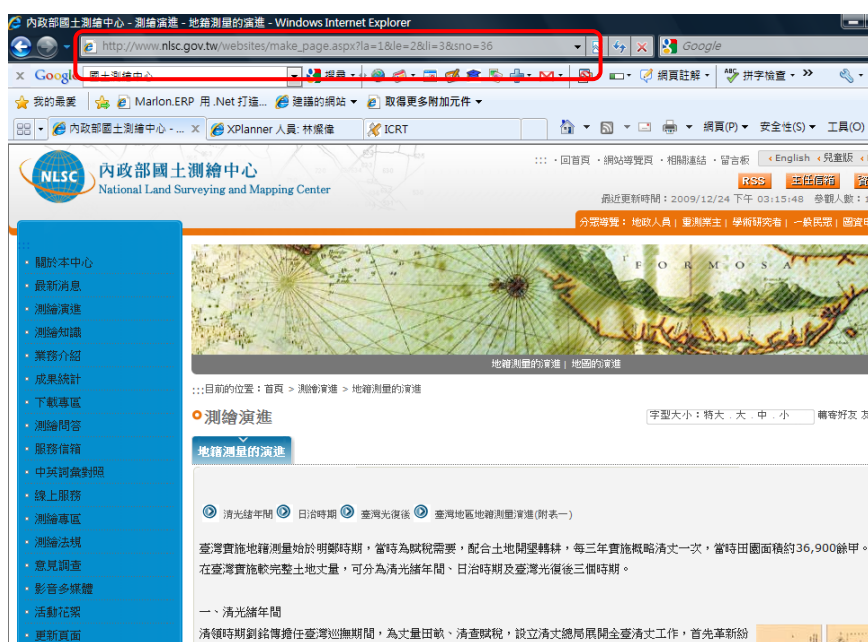 內政部國土測繪中心 - 測繪演進 - 地籍測量的演進 - Windows Internet Explorer
http://www.nlsc.gov.tw/websites/make_page.aspx?la=1&le=2&li=3&sno=36
Google
x Google 國土測繪中心 搜尋 網頁註解 拼字檢查 »
我的最愛 Marlon.ERP 用 .Net 打造... 建議的網站 取得更多附加元件
內政部國土測繪中心 - ... X XPlanner 人員: 林傑偉 ICRT 網頁(P) 安全性(S) 工具(O)
NLSC 內政部國土測繪中心
National Land Surveying and Mapping Center
::: ‧回首頁 ‧網站導覽頁 ‧相關連結 ‧留言板 English 兒童版
RSS 主任信箱
最近更新時間：2009/12/24 下午 03:15:48 參觀人數：
分眾導覽： 地政人員 | 重測業主 | 學術研究者 | 一般民眾 |
:::
‧關於本中心
‧最新消息
‧測繪演進
‧測繪知識
‧業務介紹
‧成果統計
‧下載專區
‧測繪問答
‧服務信箱
‧中英詞彙對照
‧線上服務
‧測繪專區
‧測繪法規
‧意見調查
‧影音多媒體
‧活動花絮
‧更新頁面
FORMOSA
地籍測量的演進 | 地圖的演進
:::目前的位置：首頁 > 測繪演進 > 地籍測量的演進
測繪演進
字型大小：特大 . 大 . 中 . 小 轉寄好友 友
地籍測量的演進
清光緒年間 日治時期 臺灣光復後 臺灣地區地籍測量演進(附表一)
臺灣實施地籍測量始於明鄭時期，當時為賦稅需要，配合土地開墾轉耕，每三年實施概略清丈一次，當時田園面積約36,900餘甲。
在臺灣實施較完整土地丈量，可分為清光緒年間、日治時期及臺灣光復後三個時期。
一、清光緒年間
清領時期劉銘傳擔任臺灣巡撫期間，為丈量田畝、清查賦稅，設立清丈總局展開全臺清丈工作，首先革新紛